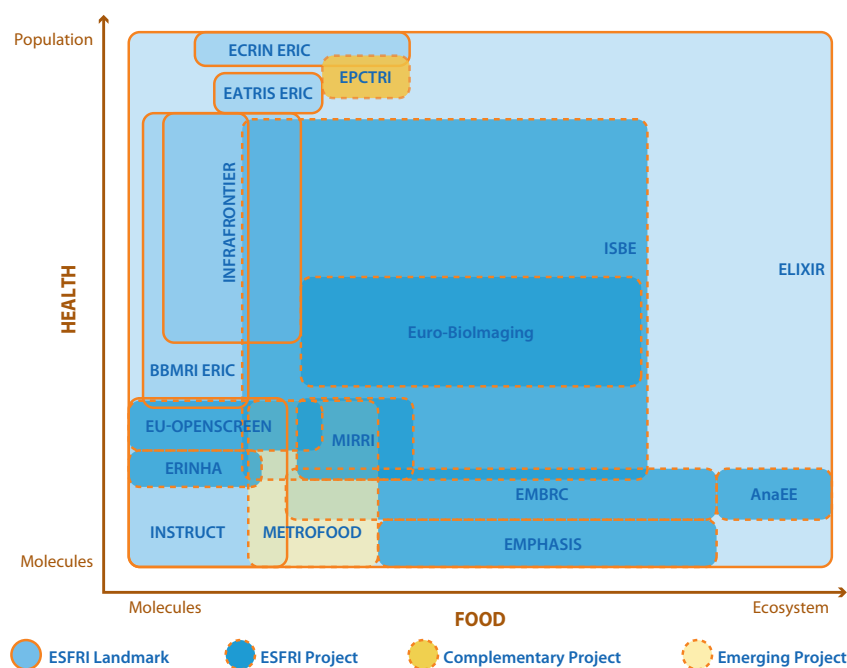 Population
ECRIN ERIC
EPCTRI
EATRIS ERIC
INFRAFRONTIER
ISBE
ELIXIR
HEALTH
Euro-BioImaging
BBMRI ERIC
EU-OPENSCREEN
MIRRI
ERINHA
EMBRC
AnaEE
INSTRUCT
METROFOOD
EMPHASIS
Molecules
Molecules
FOOD
Ecosystem
ESFRI Landmark
ESFRI Project
Complementary Project
Emerging Project